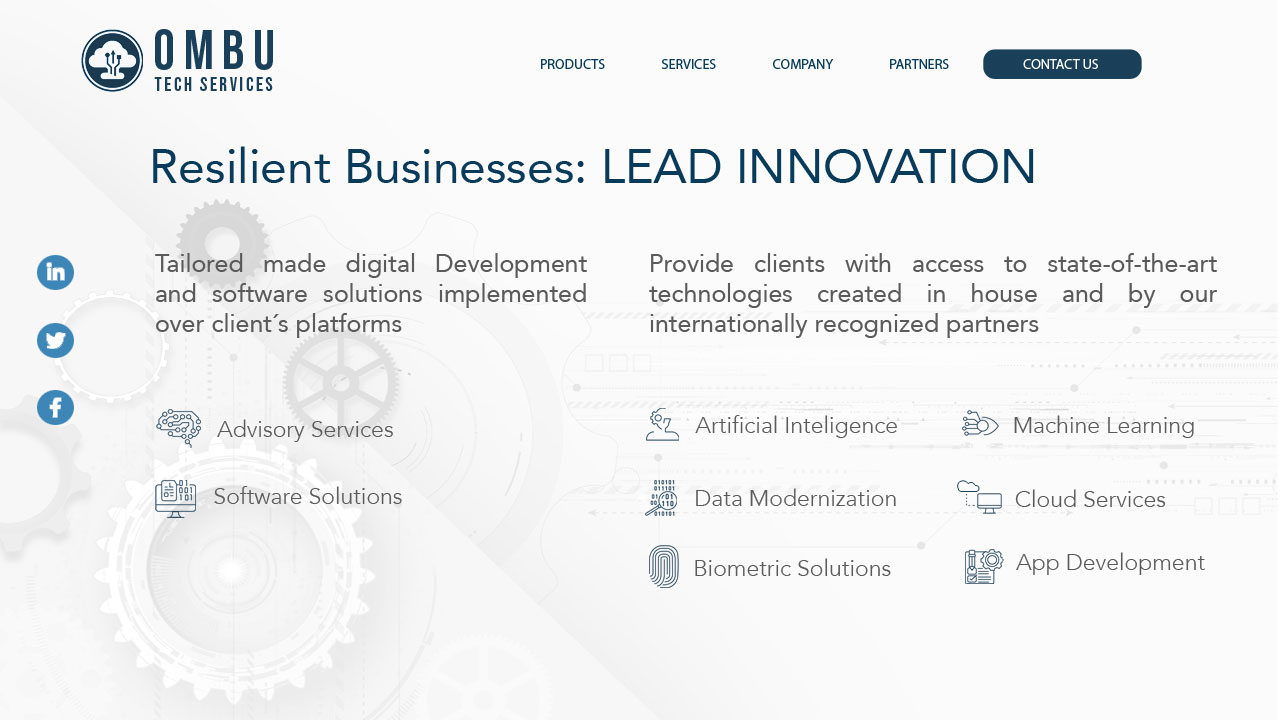 OMBU
TECH SERVICES
PRODUCTS
SERVICES
COMPANY
PARTNERS
CONTACT US
Resilient Businesses: LEAD INNOVATION
Tailored made digital Development
and software solutions implemented
over client´s platforms
Provide clients with access to state-of-the-art
technologies created in house and by our
internationally recognized partners
Advisory Services
Software Solutions
Artificial Inteligence
Machine Learning
Data Modernization
Cloud Services
Biometric Solutions
App Development